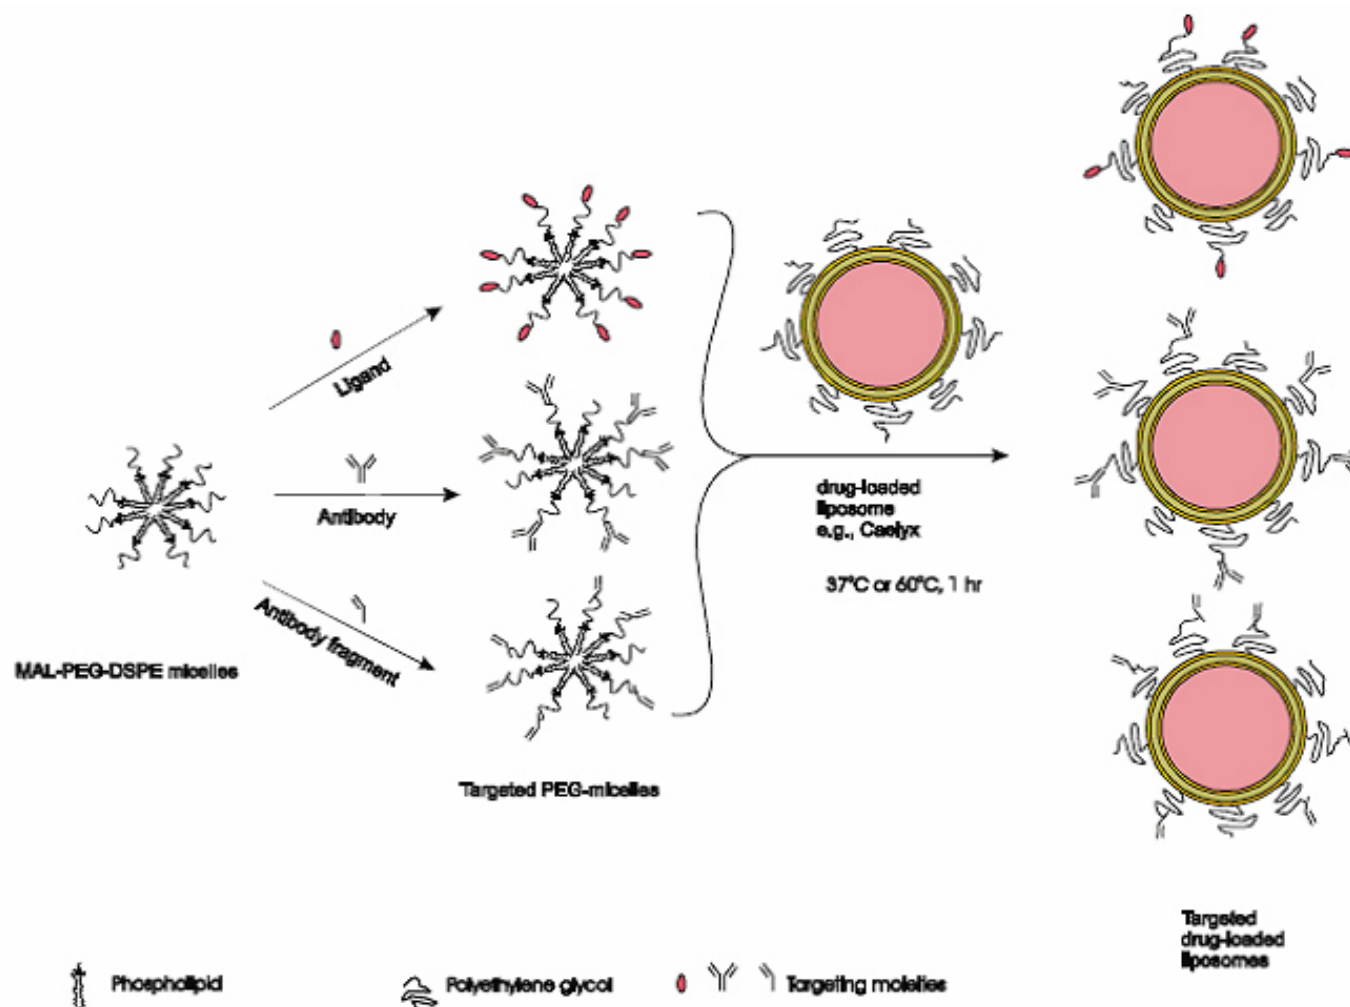 Ligand
Antibody
Antibody fragment
MAL-PEG-DSPE micelles
Targeted PEG-micelles
drug-loaded
liposome
e.g., Caelyx
37°C or 60°C, 1 hr
Targeted
drug-loaded
liposomes
Phospholipid
Polyethylene glycol
Targeting moieties